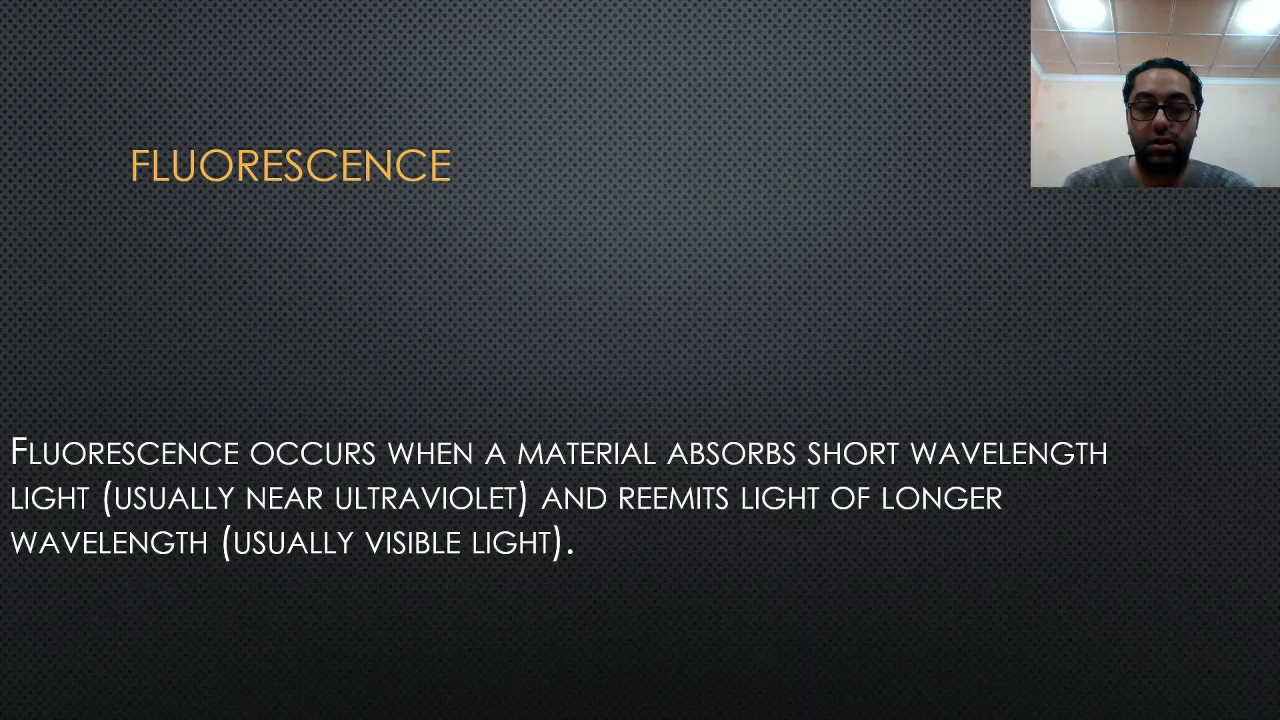 FLUORESCENCE
FLUORESCENCE OCCURS WHEN A MATERIAL ABSORBS SHORT WAVELENGTH
LIGHT (USUALLY NEAR ULTRAVIOLET) AND REEMITS LIGHT OF LONGER
WAVELENGTH (USUALLY VISIBLE LIGHT).